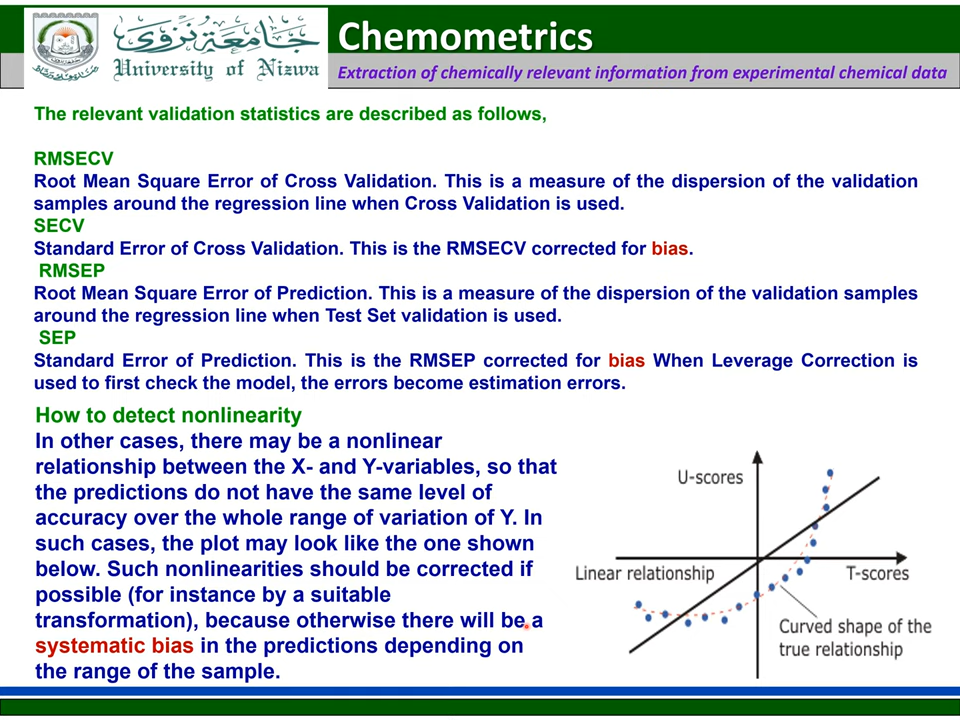 جامعة نزوى
University of Nizwa
Chemometrics
Extraction of chemically relevant information from experimental chemical data
The relevant validation statistics are described as follows,
RMSECV
Root Mean Square Error of Cross Validation. This is a measure of the dispersion of the validation
samples around the regression line when Cross Validation is used.
SECV
Standard Error of Cross Validation. This is the RMSECV corrected for bias.
RMSEP
Root Mean Square Error of Prediction. This is a measure of the dispersion of the validation samples
around the regression line when Test Set validation is used.
SEP
Standard Error of Prediction. This is the RMSEP corrected for bias When Leverage Correction is
used to first check the model, the errors become estimation errors.
How to detect nonlinearity
In other cases, there may be a nonlinear
relationship between the X- and Y-variables, so that
the predictions do not have the same level of
accuracy over the whole range of variation of Y. In
such cases, the plot may look like the one shown
below. Such nonlinearities should be corrected if
possible (for instance by a suitable
transformation), because otherwise there will be a
systematic bias in the predictions depending on
the range of the sample.
U-scores
Linear relationship
T-scores
Curved shape of the
true relationship